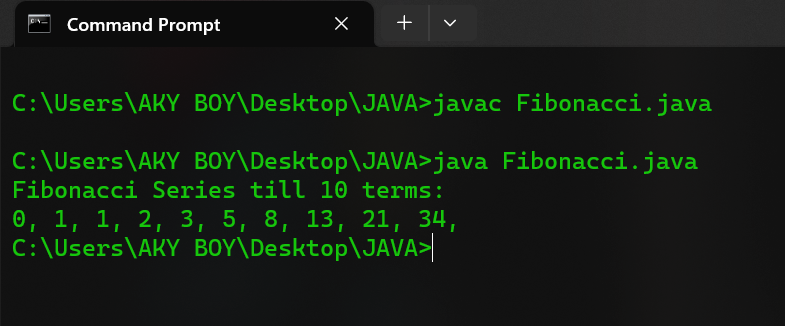 Command Prompt
C:\Users\AKY BOY\Desktop\JAVA>javac Fibonacci.java
C:\Users\AKY BOY\Desktop\JAVA>java Fibonacci.java
Fibonacci Series till 10 terms:
0, 1, 1, 2, 3, 5, 8, 13, 21, 34,
C:\Users\AKY BOY\Desktop\JAVA>